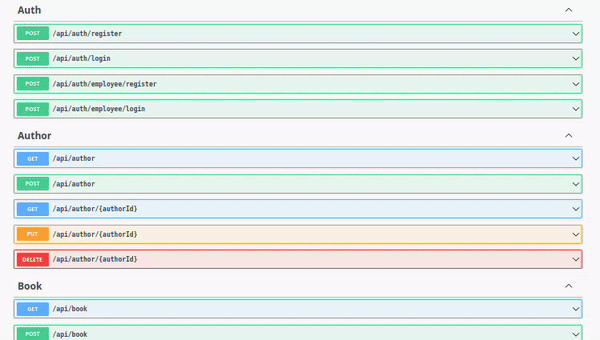 Auth
POST /api/auth/register
POST /api/auth/login
POST /api/auth/employee/register
POST /api/auth/employee/login
Author
GET /api/author
POST /api/author
GET /api/author/{authorId}
PUT /api/author/{authorId}
DELETE /api/author/{authorId}
Book
GET /api/book
POST /api/book